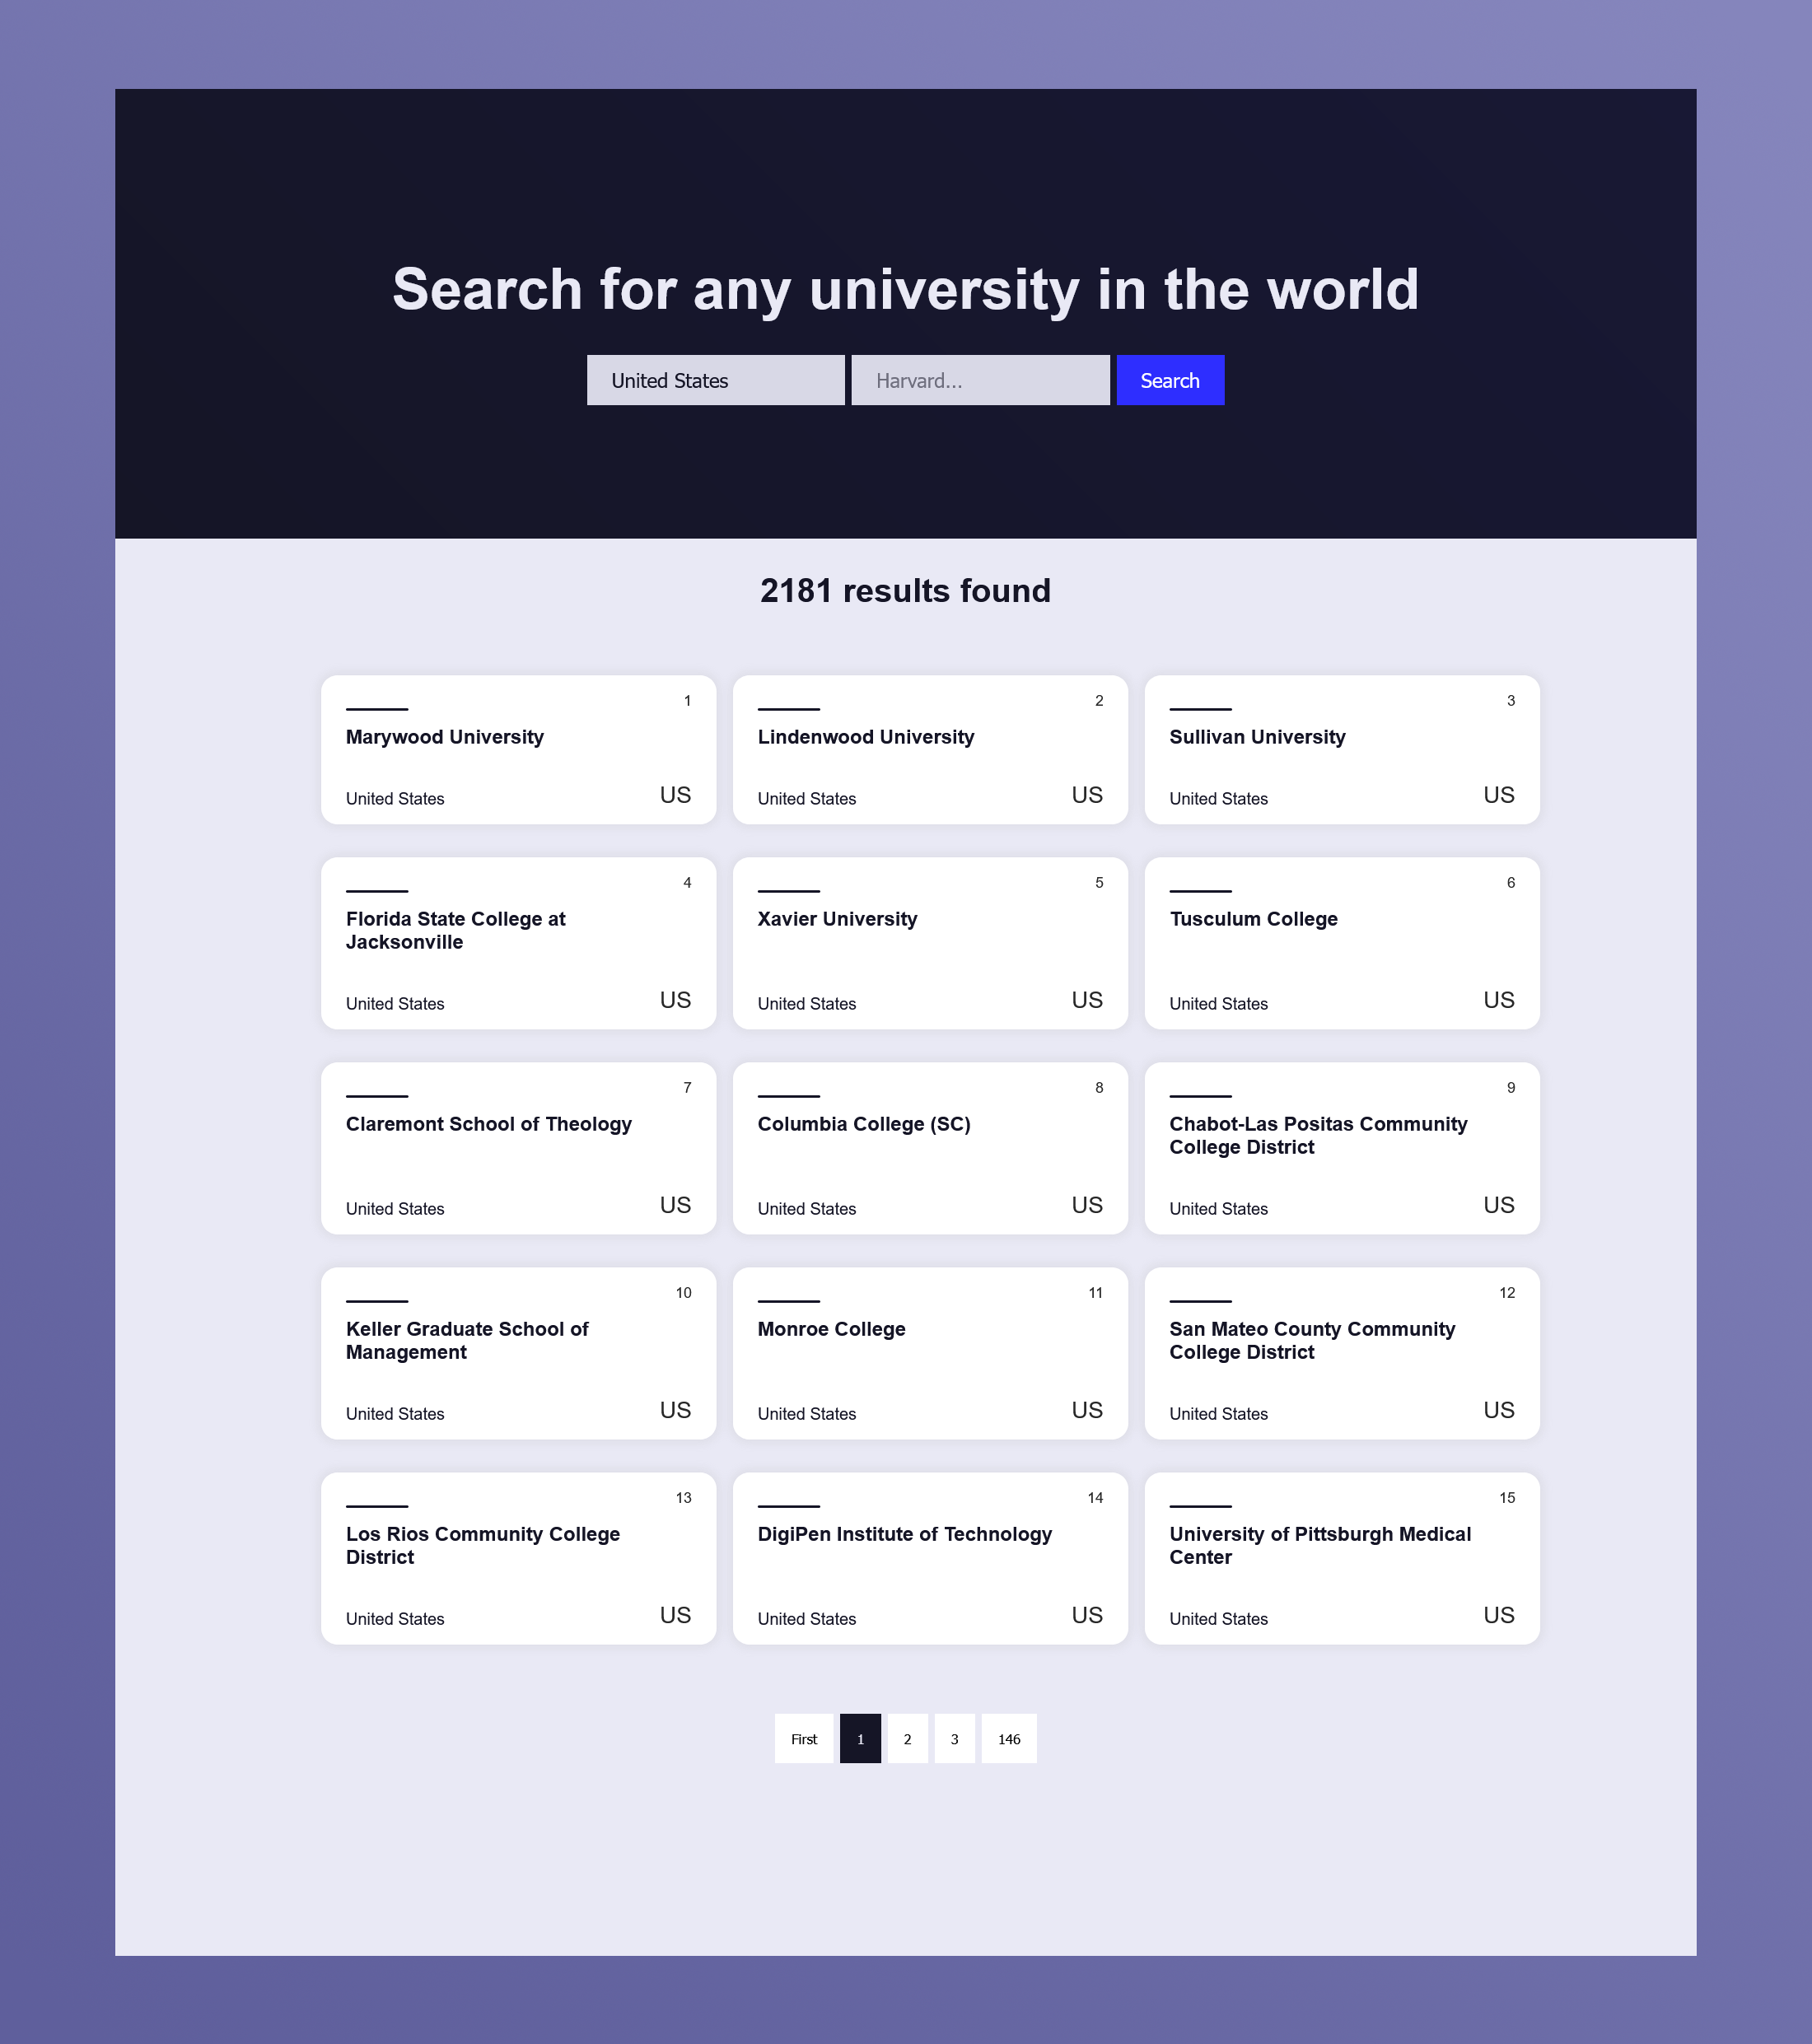 Search for any university in the world
United States
Harvard...
Search
2181 results found
1
Marywood University
United States
US
2
Lindenwood University
United States
US
3
Sullivan University
United States
US
4
Florida State College at
Jacksonville
United States
US
5
Xavier University
United States
US
6
Tusculum College
United States
US
7
Claremont School of Theology
United States
US
8
Columbia College (SC)
United States
US
9
Chabot-Las Positas Community
College District
United States
US
10
Keller Graduate School of
Management
United States
US
11
Monroe College
United States
US
12
San Mateo County Community
College District
United States
US
13
Los Rios Community College
District
United States
US
14
DigiPen Institute of Technology
United States
US
15
University of Pittsburgh Medical
Center
United States
US
First
1
2
3
146